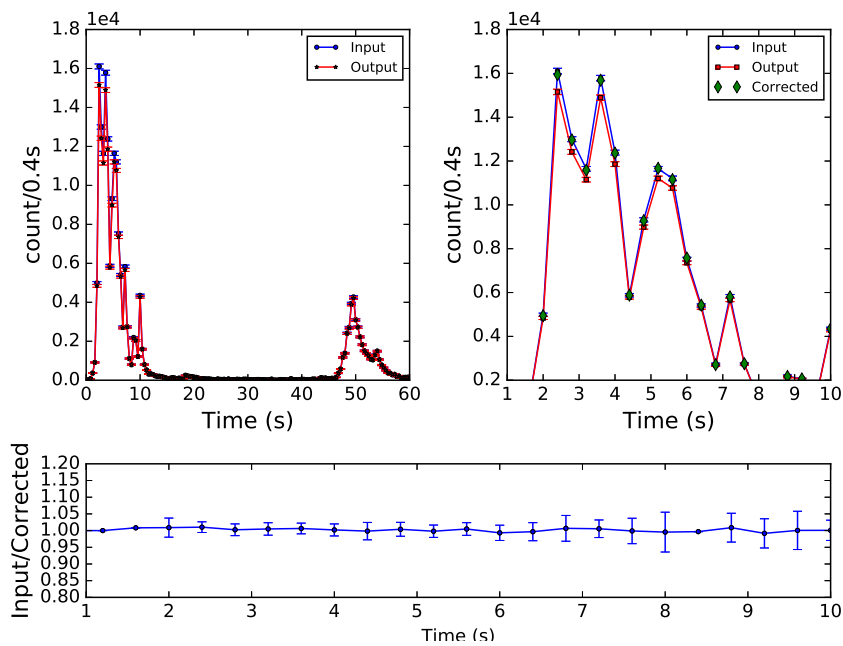 1e4
1.8
1.6
1.4
1.2
1.0
0.8
0.6
0.4
0.2
0.0
count/0.4s
0 10 20 30 40 50 60
Time (s)
Input
Output
1e4
1.8
1.6
1.4
1.2
1.0
0.8
0.6
0.4
0.2
count/0.4s
1 2 3 4 5 6 7 8 9 10
Time (s)
Input
Output
Corrected
1.20
1.15
1.10
1.05
1.00
0.95
0.90
0.85
0.80
Input/Corrected
1 2 3 4 5 6 7 8 9 10
Time (s)